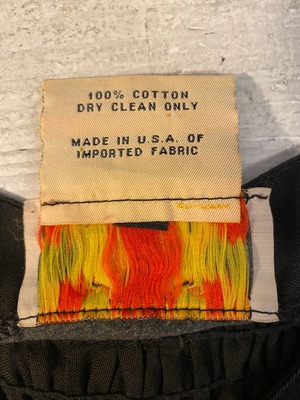 100% COTTON
DRY CLEAN ONLY
MADE IN U.S.A. OF
IMPORTED FABRIC